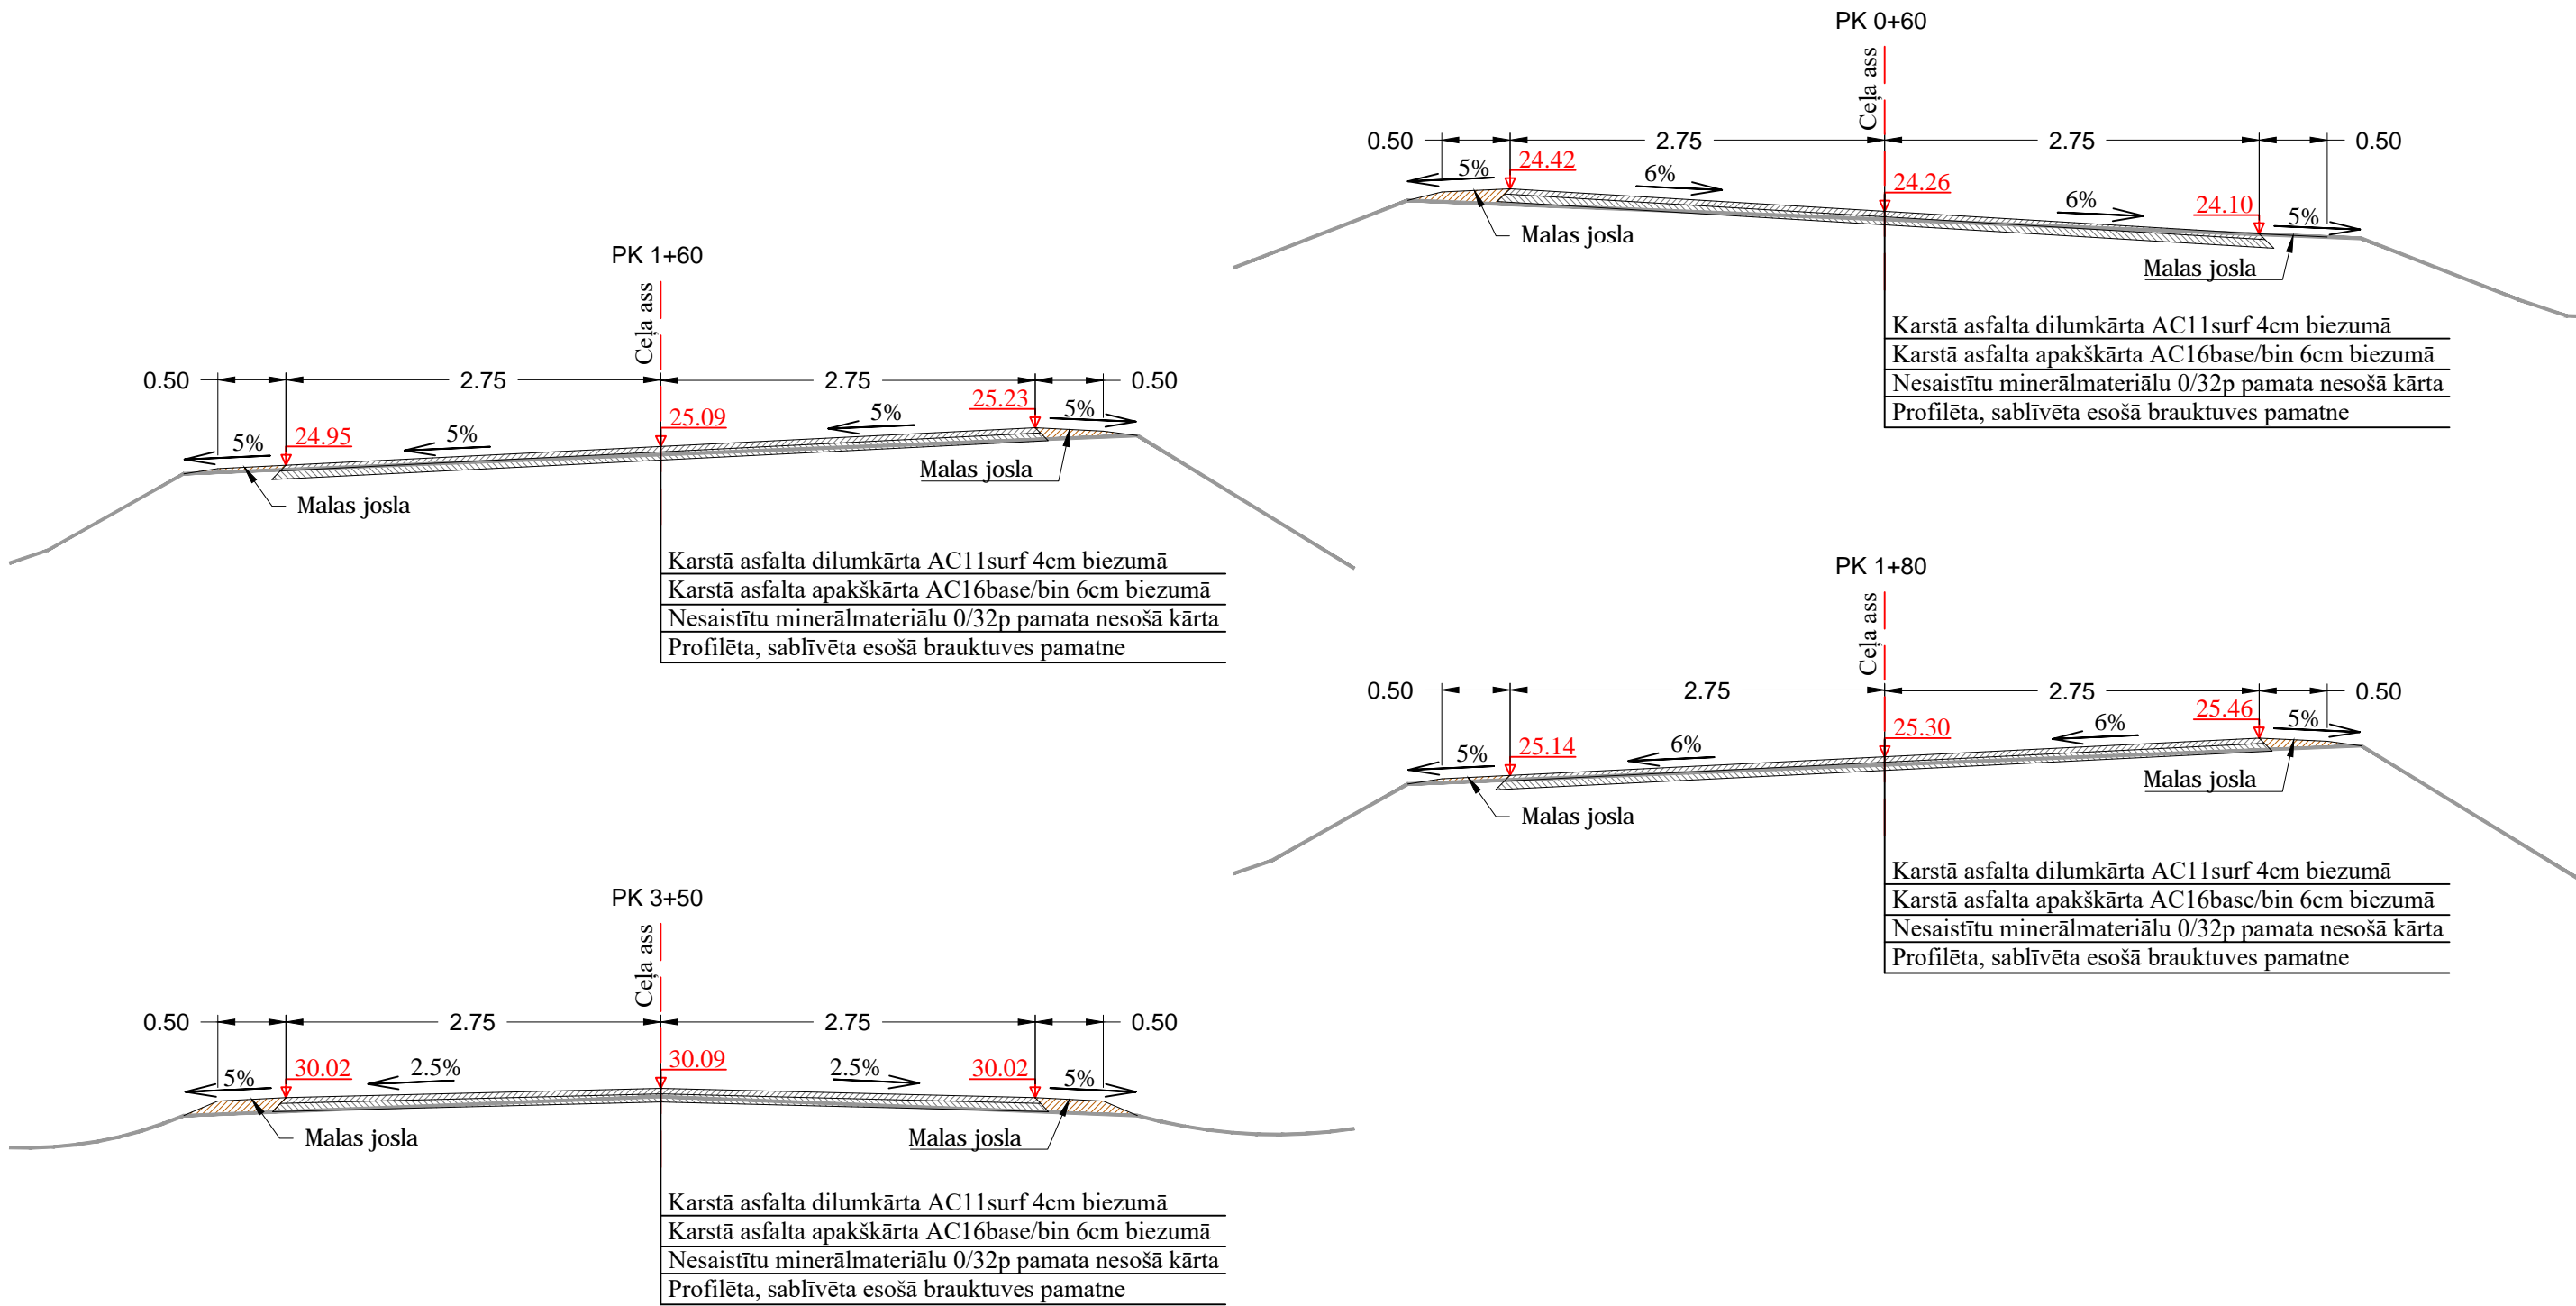 PK 0+60
Ceļa ass
0.50 2.75 2.75 0.50
5% 24.42 6% 24.26 6% 24.10 5%
Malas josla
Malas josla
Karstā asfalta dilumkārta AC11surf 4cm biezumā
Karstā asfalta apakškārta AC16base/bin 6cm biezumā
Nesaistītu minerālmateriālu 0/32p pamata nesošā kārta
Profilēta, sablīvēta esošā brauktuves pamatne
PK 1+60
Ceļa ass
0.50 2.75 2.75 0.50
5% 24.95 5% 25.09 5% 25.23 5%
Malas josla
Malas josla
Karstā asfalta dilumkārta AC11surf 4cm biezumā
Karstā asfalta apakškārta AC16base/bin 6cm biezumā
Nesaistītu minerālmateriālu 0/32p pamata nesošā kārta
Profilēta, sablīvēta esošā brauktuves pamatne
PK 1+80
Ceļa ass
0.50 2.75 2.75 0.50
5% 25.14 6% 25.30 6% 25.46 5%
Malas josla
Malas josla
Karstā asfalta dilumkārta AC11surf 4cm biezumā
Karstā asfalta apakškārta AC16base/bin 6cm biezumā
Nesaistītu minerālmateriālu 0/32p pamata nesošā kārta
Profilēta, sablīvēta esošā brauktuves pamatne
PK 3+50
Ceļa ass
0.50 2.75 2.75 0.50
5% 30.02 2.5% 30.09 2.5% 30.02 5%
Malas josla
Malas josla
Karstā asfalta dilumkārta AC11surf 4cm biezumā
Karstā asfalta apakškārta AC16base/bin 6cm biezumā
Nesaistītu minerālmateriālu 0/32p pamata nesošā kārta
Profilēta, sablīvēta esošā brauktuves pamatne